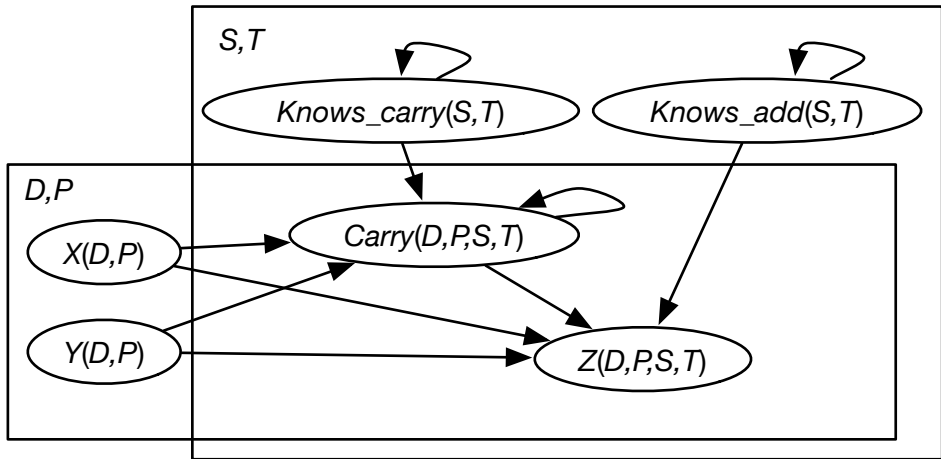 S,T
Knows_carry(S,T)
Knows_add(S,T)
D,P
X(D,P)
Carry(D,P,S,T)
Y(D,P)
Z(D,P,S,T)